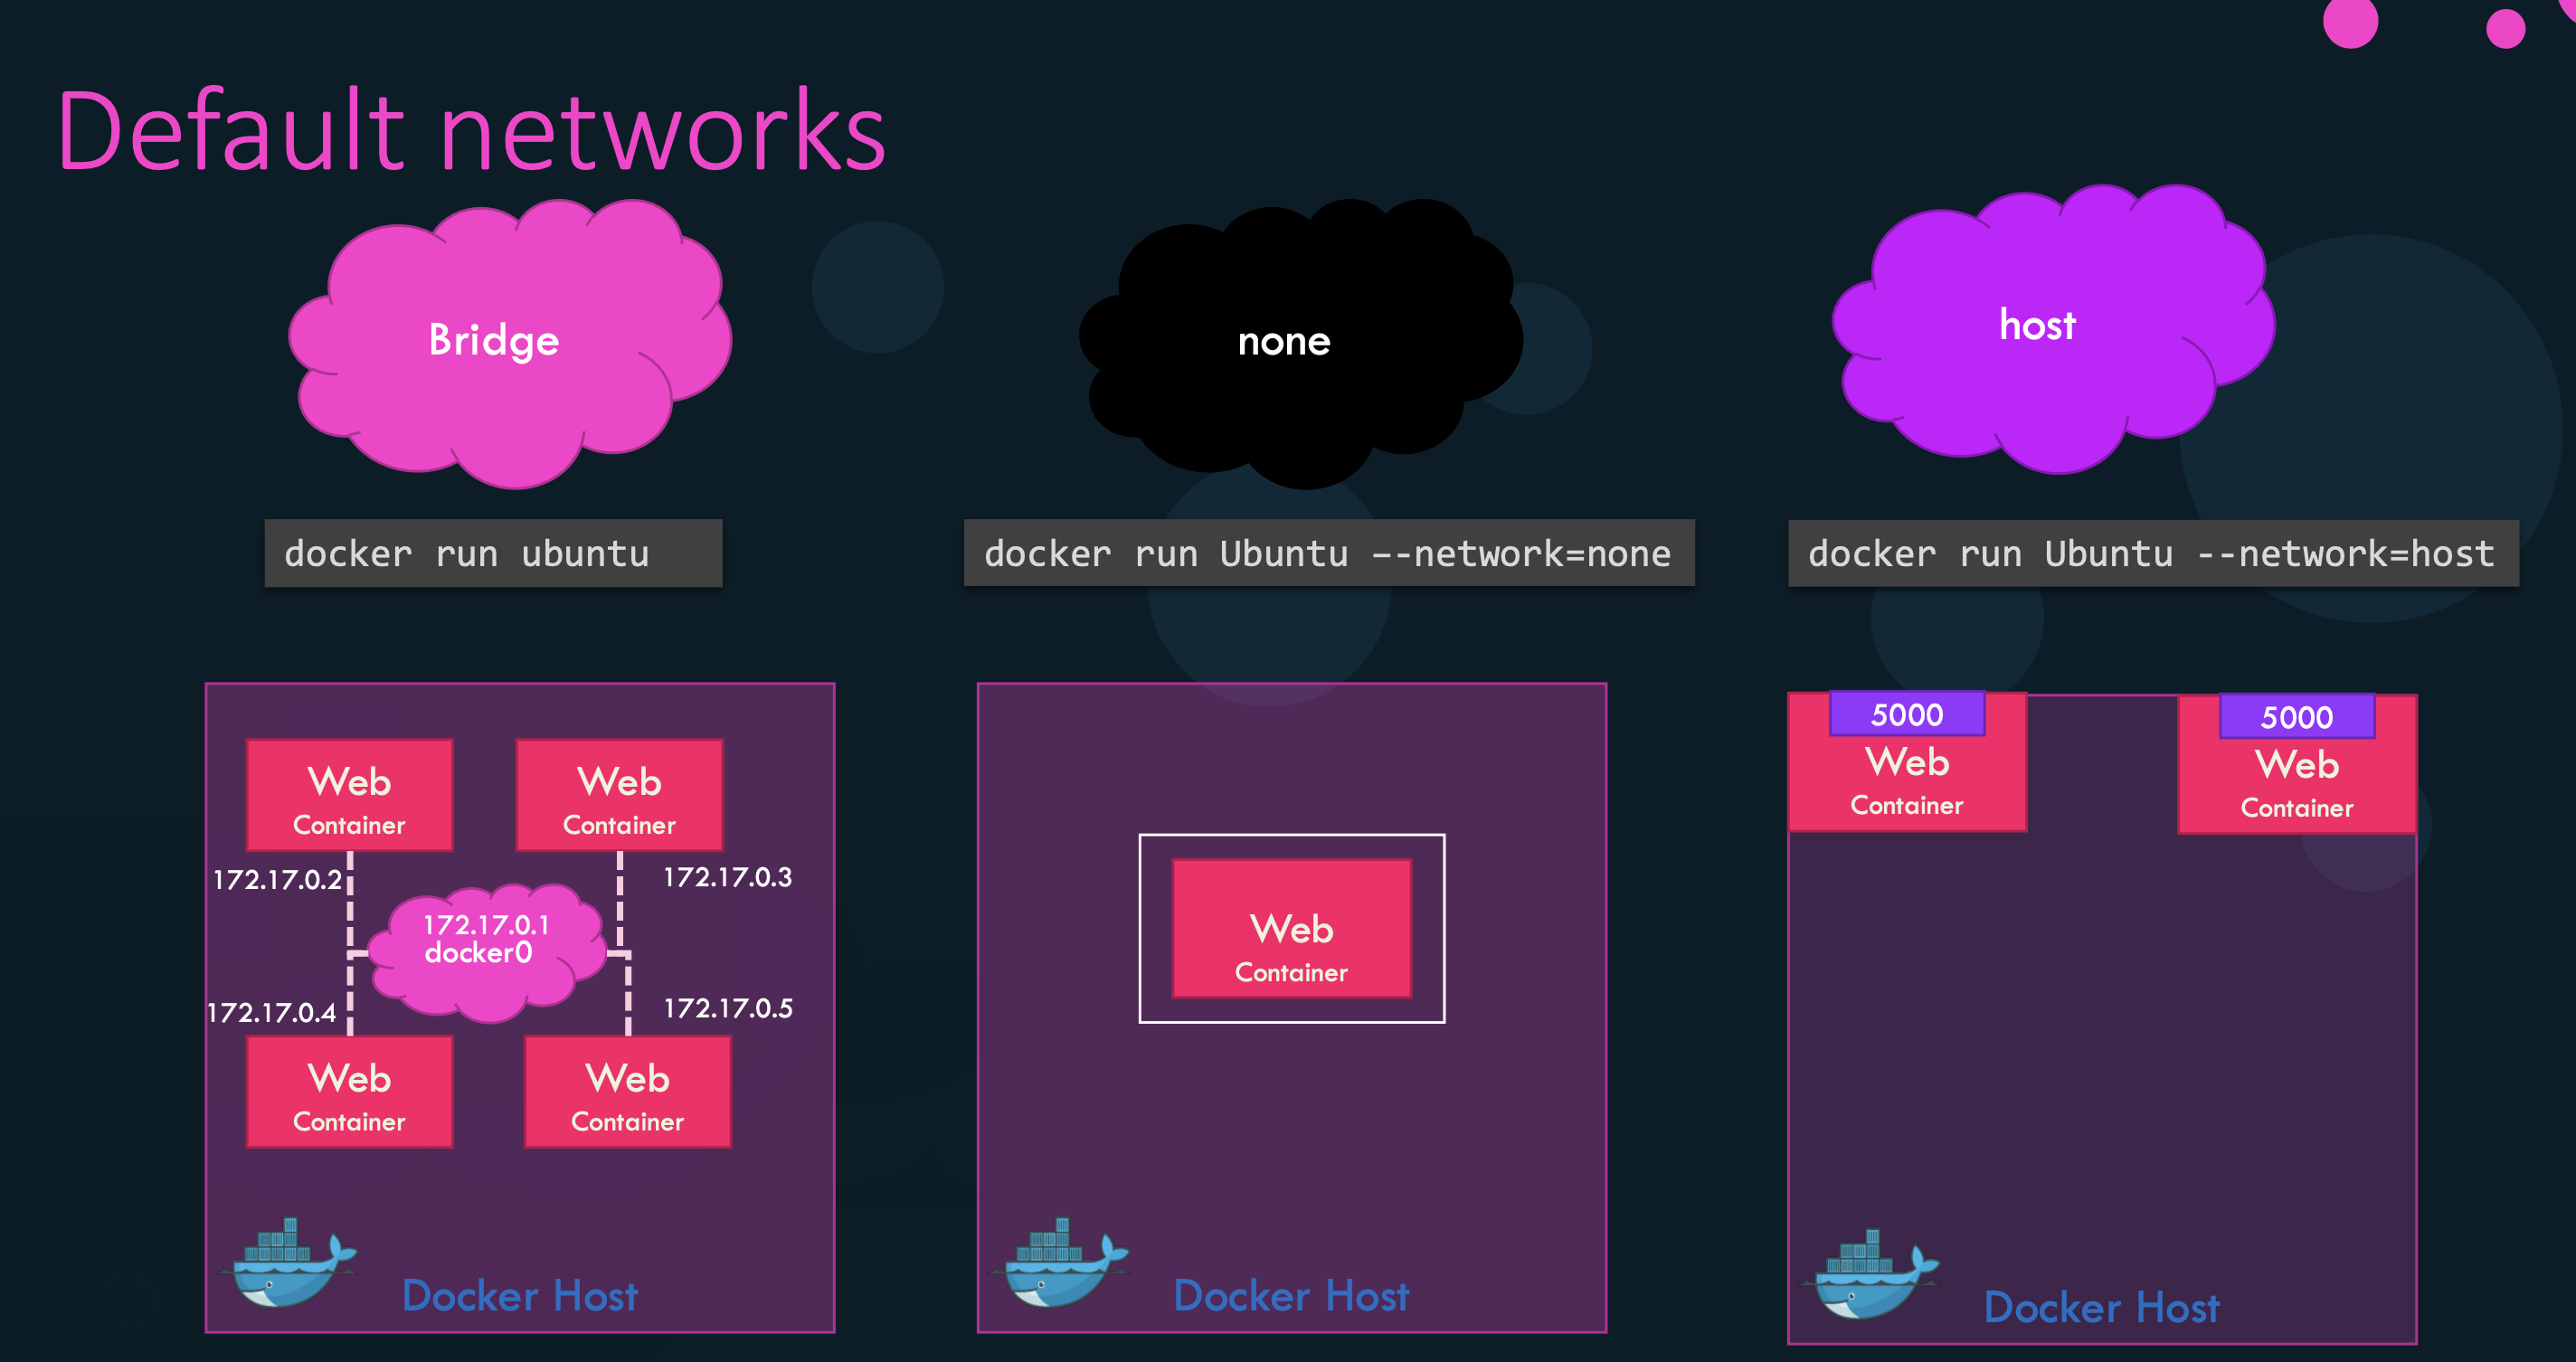 Default networks
Bridge
none
host
docker run ubuntu
docker run Ubuntu –-network=none
docker run Ubuntu --network=host
Web
Container
Web
Container
172.17.0.2
172.17.0.3
172.17.0.1
docker0
172.17.0.4
172.17.0.5
Web
Container
Web
Container
Docker Host
Web
Container
Docker Host
5000
Web
Container
5000
Web
Container
Docker Host